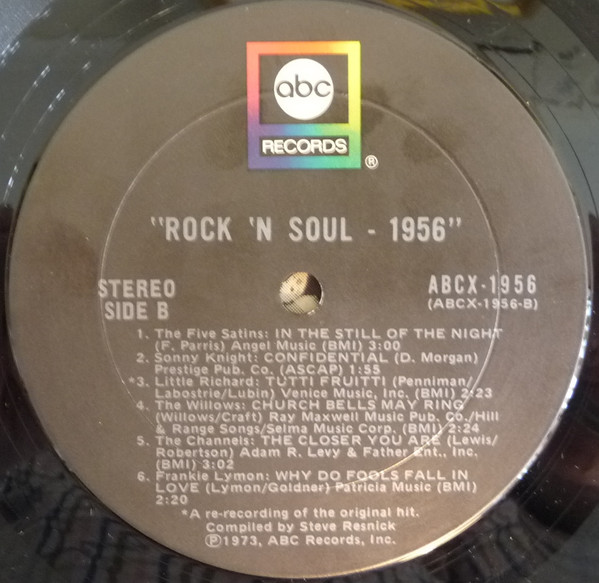 abc
RECORDS
®
"ROCK 'N SOUL - 1956"
STEREO
SIDE B
ABCX-1956
(ABCX-1956-B)
1. The Five Satins: IN THE STILL OF THE NIGHT
(F. Parris) Angel Music (BMI) 3:00
2. Sonny Knight: CONFIDENTIAL (D. Morgan)
Prestige Pub. Co. (ASCAP) 1:55
*3. Little Richard: TUTTI FRUITTI (Penniman/
Labostrie/Lubin) Venice Music, Inc. (BMI) 2:23
4. The Willows: CHURCH BELLS MAY RING
(Willows/Craft) Ray Maxwell Music Pub. Co./Hill
& Range Songs/Selma Music Corp. (BMI) 2:24
5. The Channels: THE CLOSER YOU ARE (Lewis/
Robertson) Adam R. Levy & Father Ent., Inc.
(BMI) 3:02
6. Frankie Lymon: WHY DO FOOLS FALL IN
LOVE (Lymon/Goldner) Patricia Music (BMI)
2:20
*A re-recording of the original hit.
Compiled by Steve Resnick
℗1973, ABC Records, Inc.